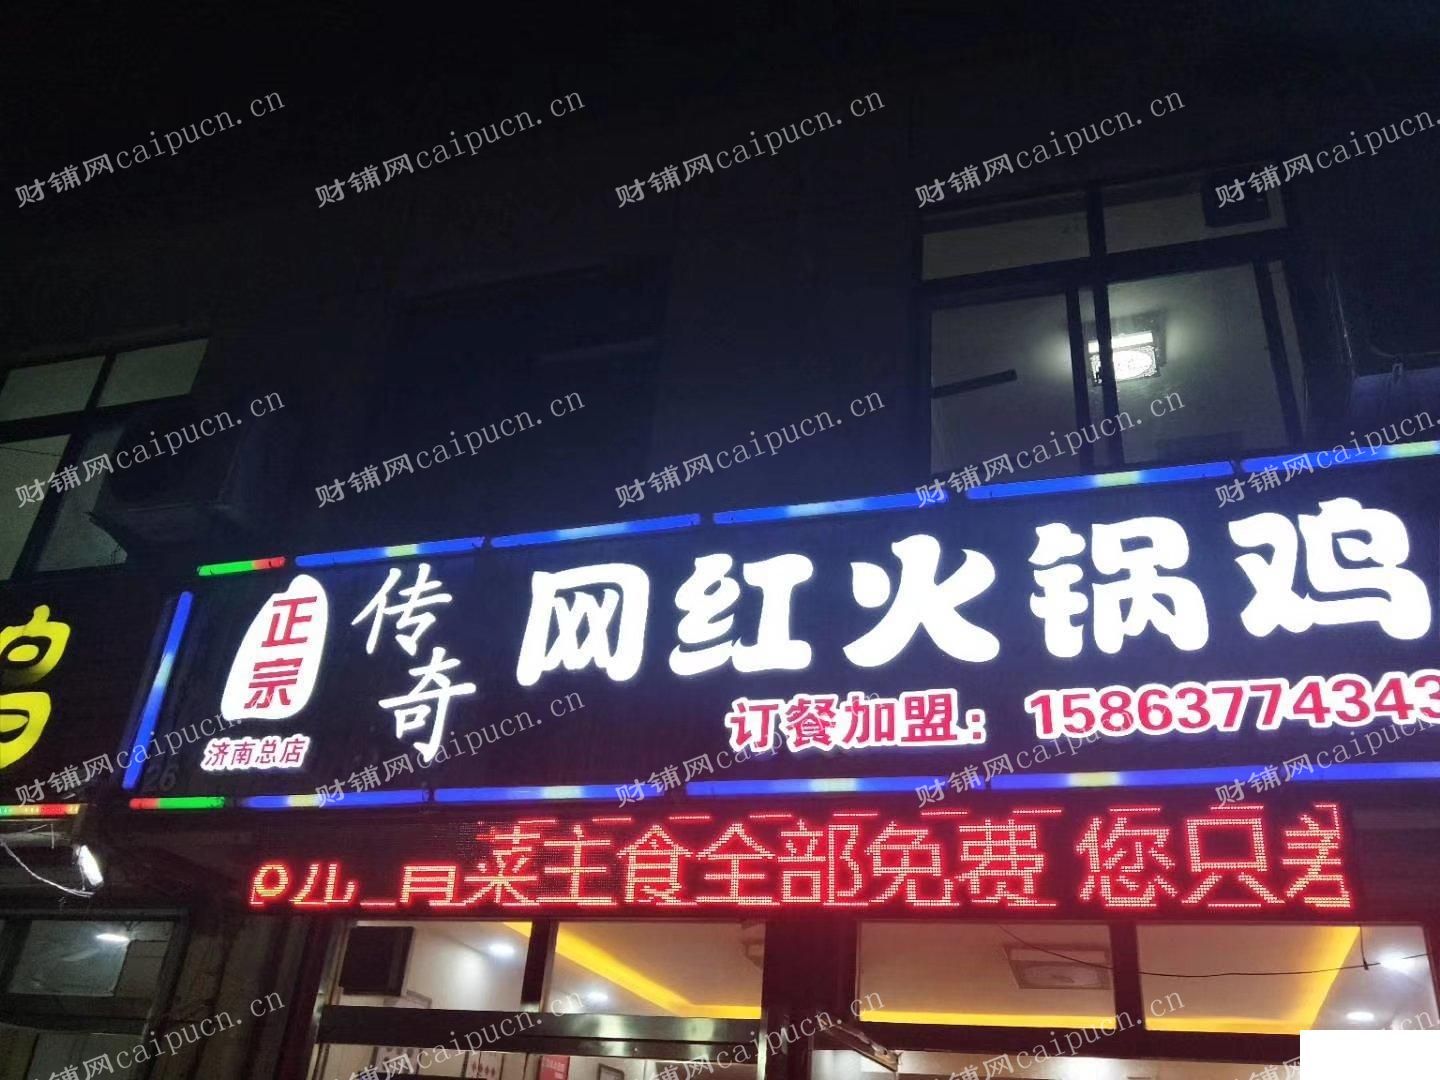 正宗
传奇
网红火锅鸡
济南总店
订餐加盟：15863774343
菜主食全部免费 您只
财铺网caipucn.cn